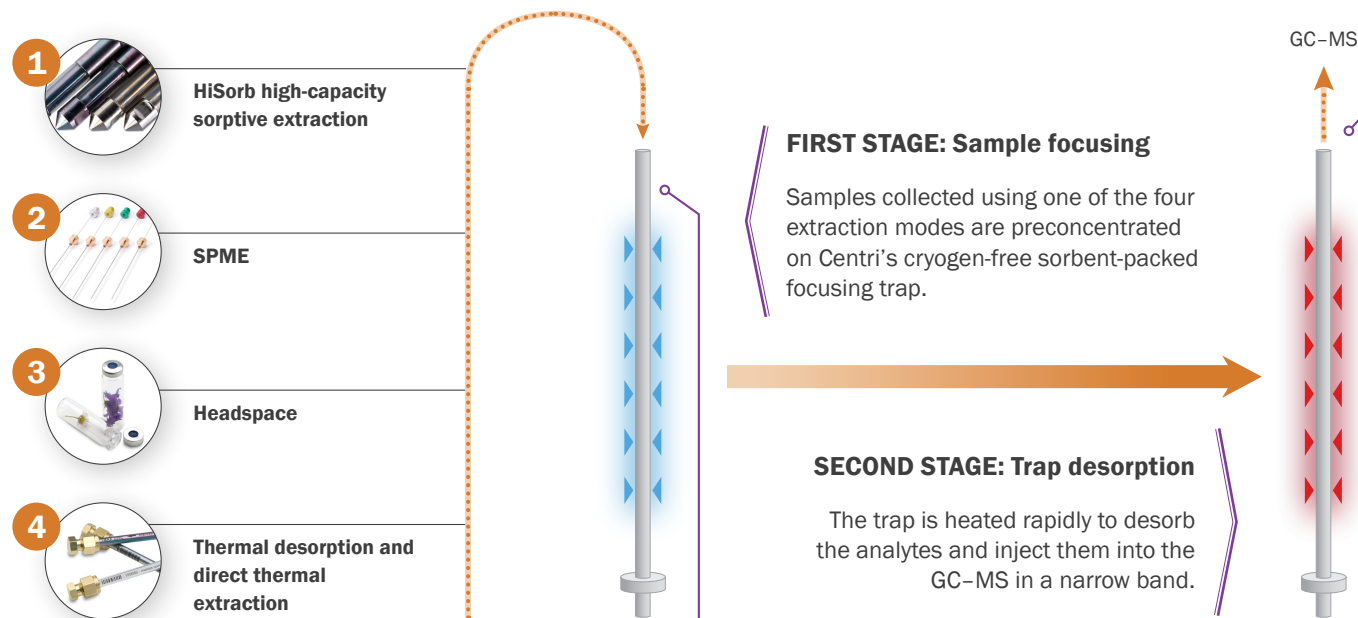 1
HiSorb high-capacity
sorptive extraction
2
SPME
3
Headspace
4
Thermal desorption and
direct thermal
extraction
FIRST STAGE: Sample focusing
Samples collected using one of the four
extraction modes are preconcentrated
on Centri’s cryogen-free sorbent-packed
focusing trap.
SECOND STAGE: Trap desorption
The trap is heated rapidly to desorb
the analytes and inject them into the
GC–MS in a narrow band.
GC–MS